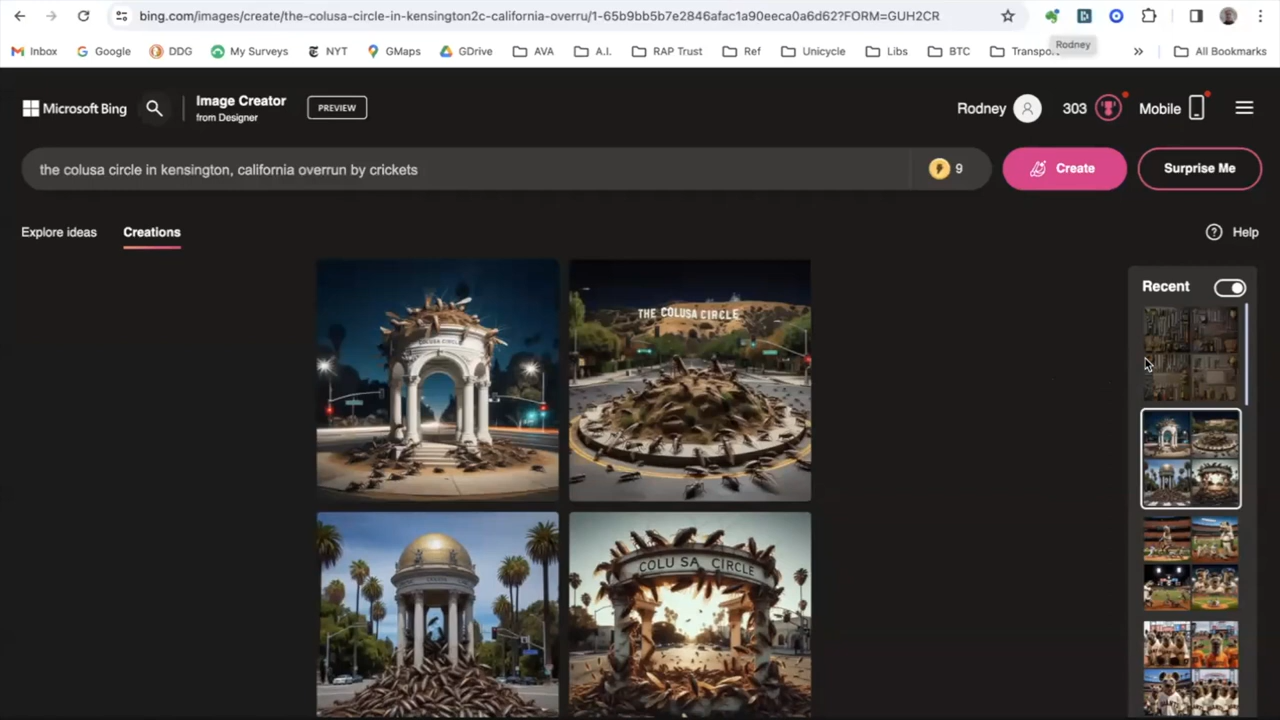 bing.com/images/create/the-colusa-circle-in-kensington2c-california-overru/1-65b9bb5b7e2846afac1a90eeca0a6d62?FORM=GUH2CR
Rodney
Inbox Google DDG My Surveys NYT GMaps GDrive AVA A.I. RAP Trust Ref Unicycle Libs BTC Transpor » All Bookmarks
Microsoft Bing Image Creator from Designer PREVIEW Rodney 303 Mobile
the colusa circle in kensington, california overrun by crickets 9 Create Surprise Me
Explore ideas Creations Help
Recent
COLUSA CIRCLE
THE COLUSA CIRCLE
COLU SA CIRCLE